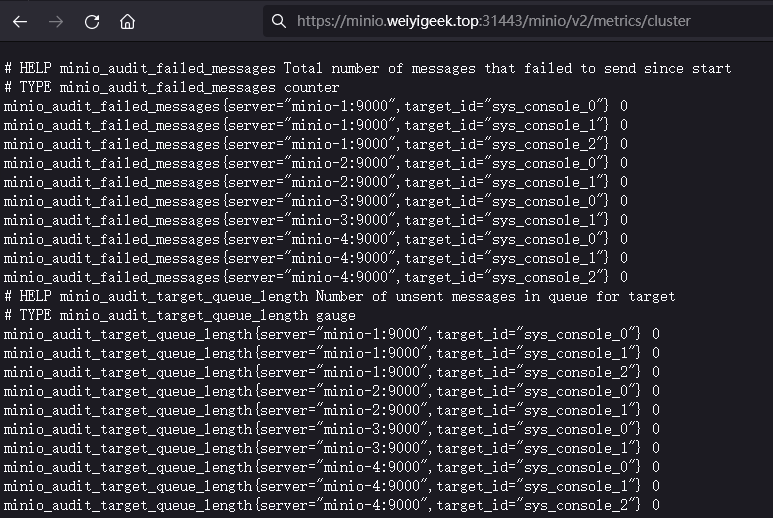 https://minio.weiyigeek.top:31443/minio/v2/metrics/cluster
# HELP minio_audit_failed_messages Total number of messages that failed to send since start
# TYPE minio_audit_failed_messages counter
minio_audit_failed_messages{server="minio-1:9000",target_id="sys_console_0"} 0
minio_audit_failed_messages{server="minio-1:9000",target_id="sys_console_1"} 0
minio_audit_failed_messages{server="minio-1:9000",target_id="sys_console_2"} 0
minio_audit_failed_messages{server="minio-2:9000",target_id="sys_console_0"} 0
minio_audit_failed_messages{server="minio-2:9000",target_id="sys_console_1"} 0
minio_audit_failed_messages{server="minio-3:9000",target_id="sys_console_0"} 0
minio_audit_failed_messages{server="minio-3:9000",target_id="sys_console_1"} 0
minio_audit_failed_messages{server="minio-4:9000",target_id="sys_console_0"} 0
minio_audit_failed_messages{server="minio-4:9000",target_id="sys_console_1"} 0
minio_audit_failed_messages{server="minio-4:9000",target_id="sys_console_2"} 0
# HELP minio_audit_target_queue_length Number of unsent messages in queue for target
# TYPE minio_audit_target_queue_length gauge
minio_audit_target_queue_length{server="minio-1:9000",target_id="sys_console_0"} 0
minio_audit_target_queue_length{server="minio-1:9000",target_id="sys_console_1"} 0
minio_audit_target_queue_length{server="minio-1:9000",target_id="sys_console_2"} 0
minio_audit_target_queue_length{server="minio-2:9000",target_id="sys_console_0"} 0
minio_audit_target_queue_length{server="minio-2:9000",target_id="sys_console_1"} 0
minio_audit_target_queue_length{server="minio-3:9000",target_id="sys_console_0"} 0
minio_audit_target_queue_length{server="minio-3:9000",target_id="sys_console_1"} 0
minio_audit_target_queue_length{server="minio-4:9000",target_id="sys_console_0"} 0
minio_audit_target_queue_length{server="minio-4:9000",target_id="sys_console_1"} 0
minio_audit_target_queue_length{server="minio-4:9000",target_id="sys_console_2"} 0